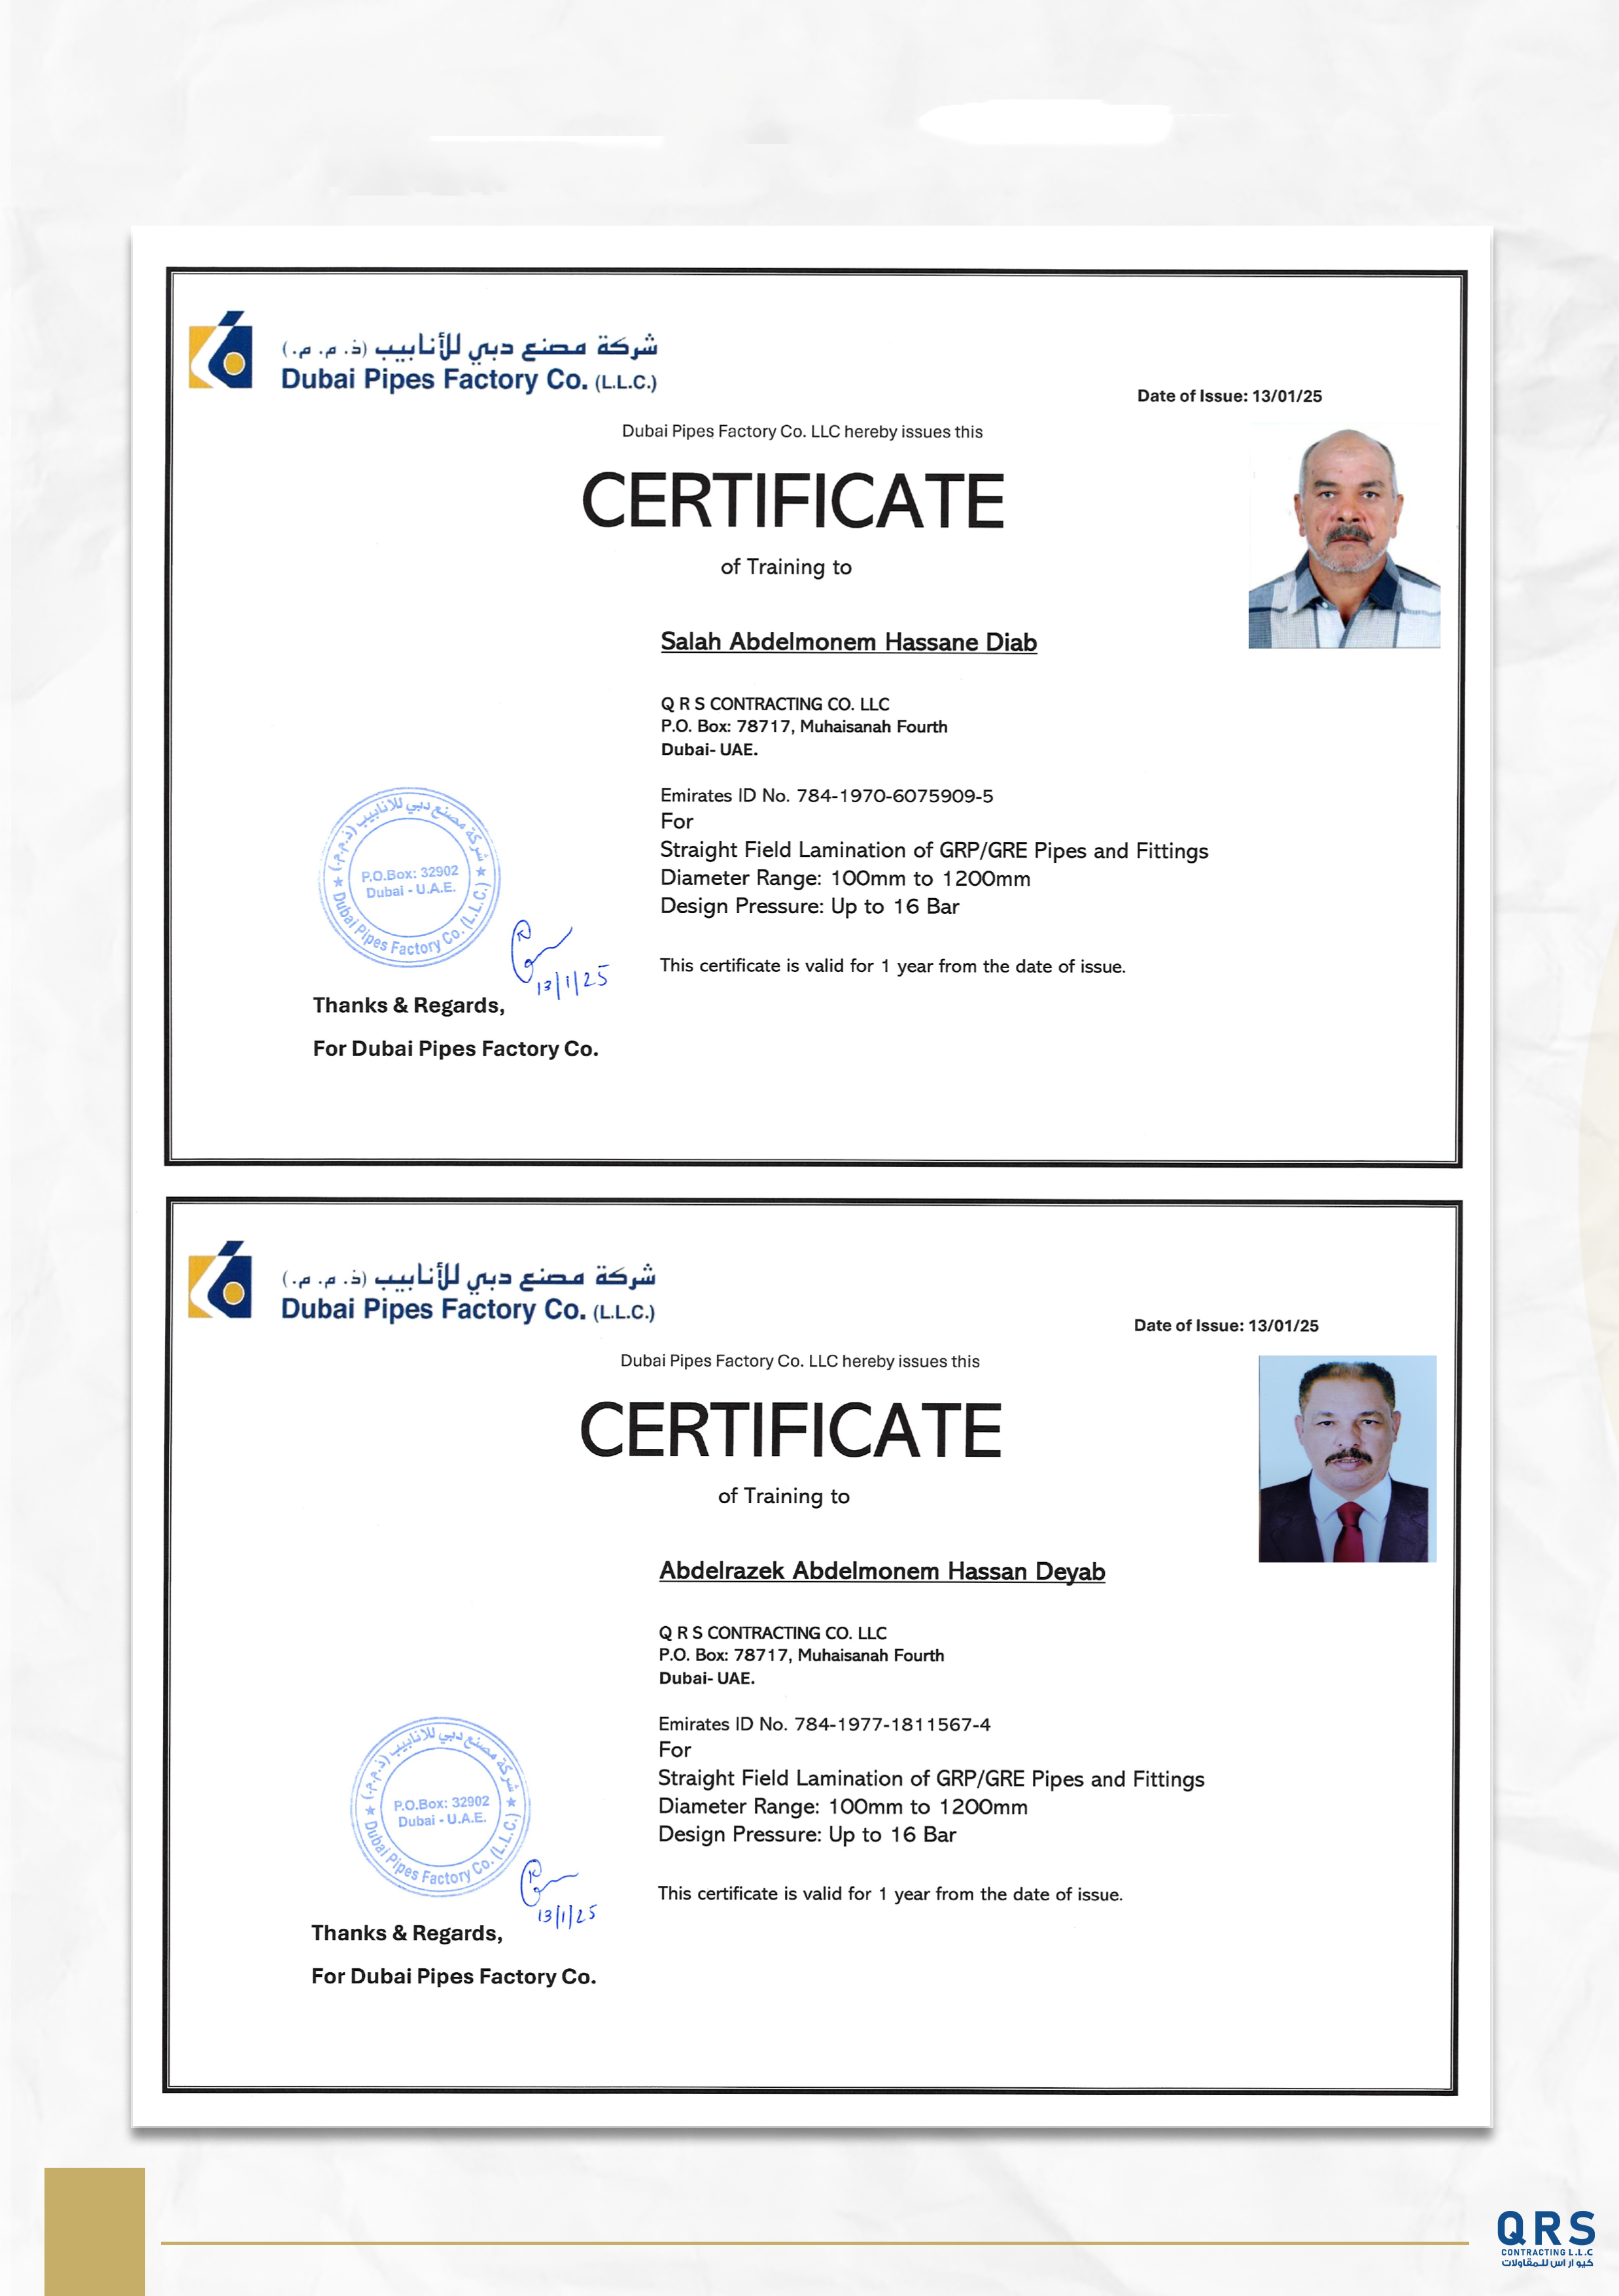 شركة مصنع دبي للأنابيب (ذ. م. م.)
Dubai Pipes Factory Co. (L.L.C.)
Date of Issue: 13/01/25
Dubai Pipes Factory Co. LLC hereby issues this
CERTIFICATE
of Training to
Salah Abdelmonem Hassane Diab
Q R S CONTRACTING CO. LLC
P.O. Box: 78717, Muhaisanah Fourth
Dubai- UAE.
Emirates ID No. 784-1970-6075909-5
For
Straight Field Lamination of GRP/GRE Pipes and Fittings
Diameter Range: 100mm to 1200mm
Design Pressure: Up to 16 Bar
This certificate is valid for 1 year from the date of issue.
شركة مصنع دبي للانابيب (ذ.م.م.)
P.O.Box: 32902
Dubai - U.A.E.
Dubai Pipes Factory Co. (L.L.C.)
13/1/25
Thanks & Regards,
For Dubai Pipes Factory Co.
شركة مصنع دبي للأنابيب (ذ. م. م.)
Dubai Pipes Factory Co. (L.L.C.)
Date of Issue: 13/01/25
Dubai Pipes Factory Co. LLC hereby issues this
CERTIFICATE
of Training to
Abdelrazek Abdelmonem Hassan Deyab
Q R S CONTRACTING CO. LLC
P.O. Box: 78717, Muhaisanah Fourth
Dubai- UAE.
Emirates ID No. 784-1977-1811567-4
For
Straight Field Lamination of GRP/GRE Pipes and Fittings
Diameter Range: 100mm to 1200mm
Design Pressure: Up to 16 Bar
This certificate is valid for 1 year from the date of issue.
شركة مصنع دبي للانابيب (ذ.م.م.)
P.O.Box: 32902
Dubai - U.A.E.
Dubai Pipes Factory Co. (L.L.C.)
13/1/25
Thanks & Regards,
For Dubai Pipes Factory Co.
QRS
CONTRACTING L.L.C
كيو ار اس للمقاولات